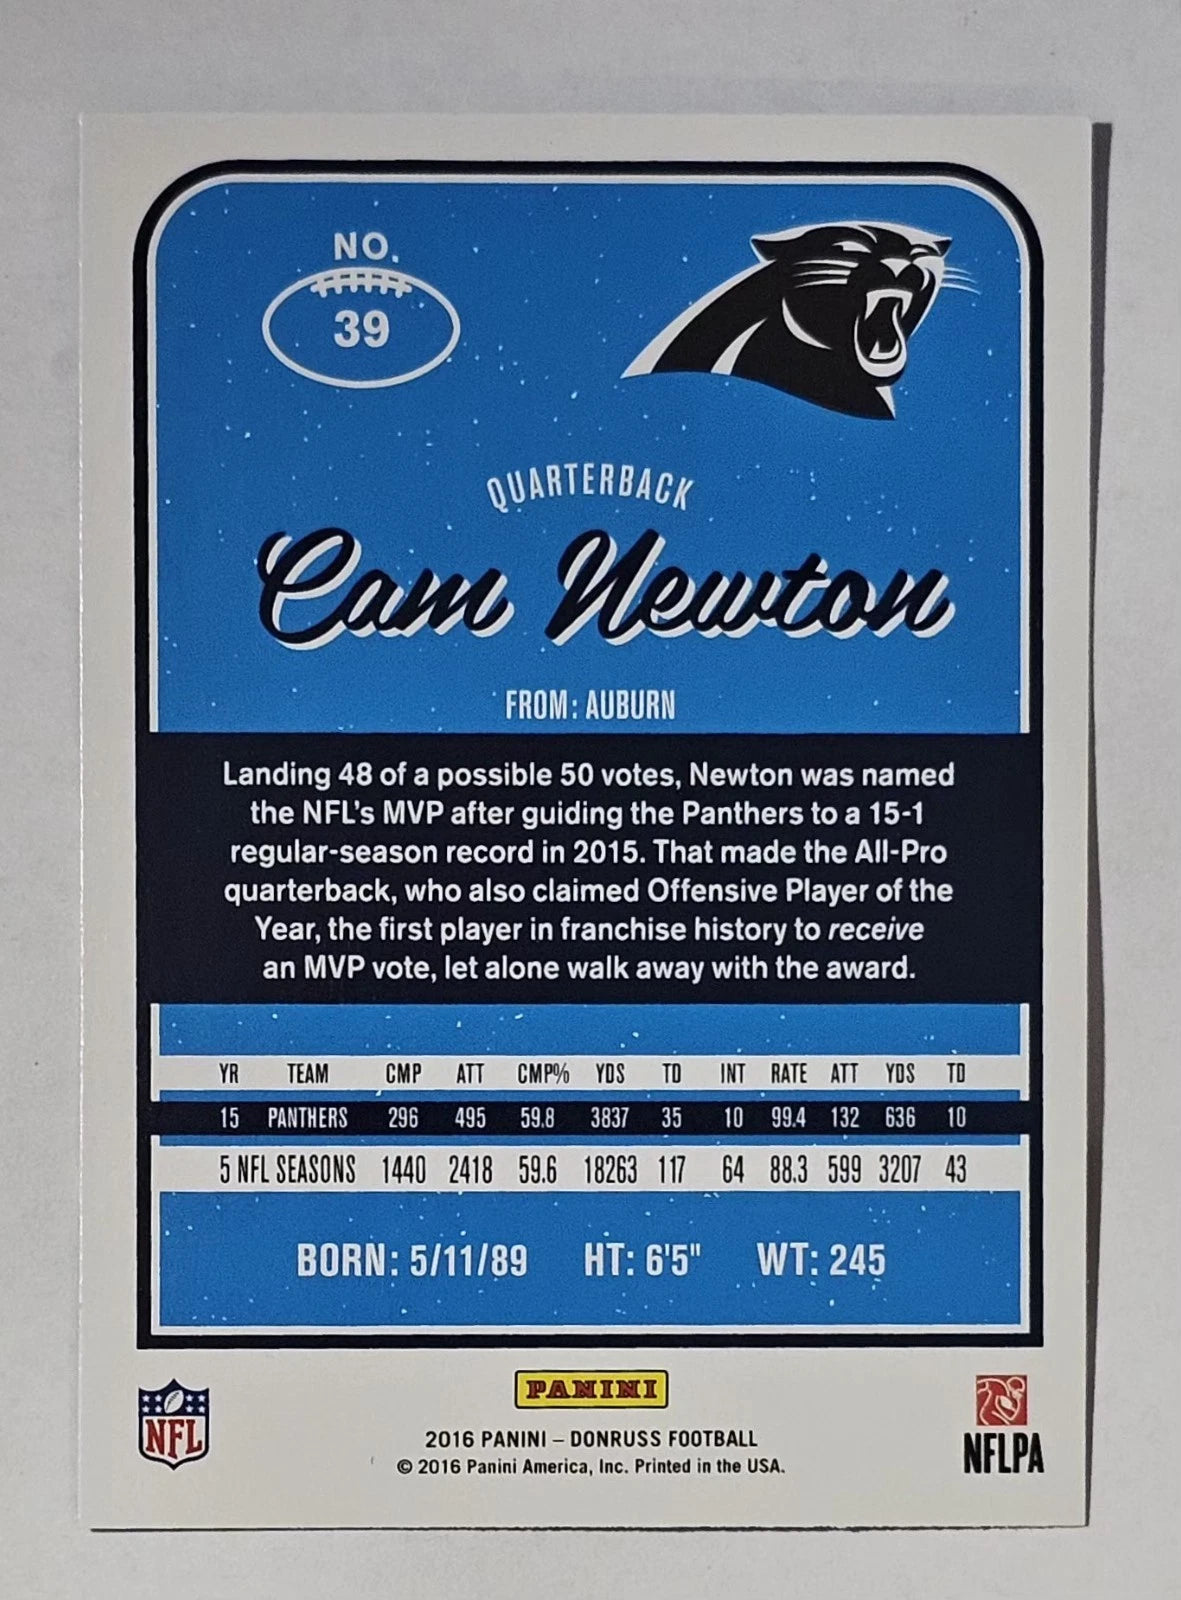 NO.
39
QUARTERBACK
Cam Newton
FROM: AUBURN
Landing 48 of a possible 50 votes, Newton was named
the NFL's MVP after guiding the Panthers to a 15-1
regular-season record in 2015. That made the All-Pro
quarterback, who also claimed Offensive Player of the
Year, the first player in franchise history to receive
an MVP vote, let alone walk away with the award.
YR TEAM CMP ATT CMP% YDS TD INT RATE ATT YDS TD
15 PANTHERS 296 495 59.8 3837 35 10 99.4 132 636 10
5 NFL SEASONS 1440 2418 59.6 18263 117 64 88.3 599 3207 43
BORN: 5/11/89 HT: 6'5" WT: 245
PANINI
NFL
2016 PANINI – DONRUSS FOOTBALL
© 2016 Panini America, Inc. Printed in the USA.
NFLPA